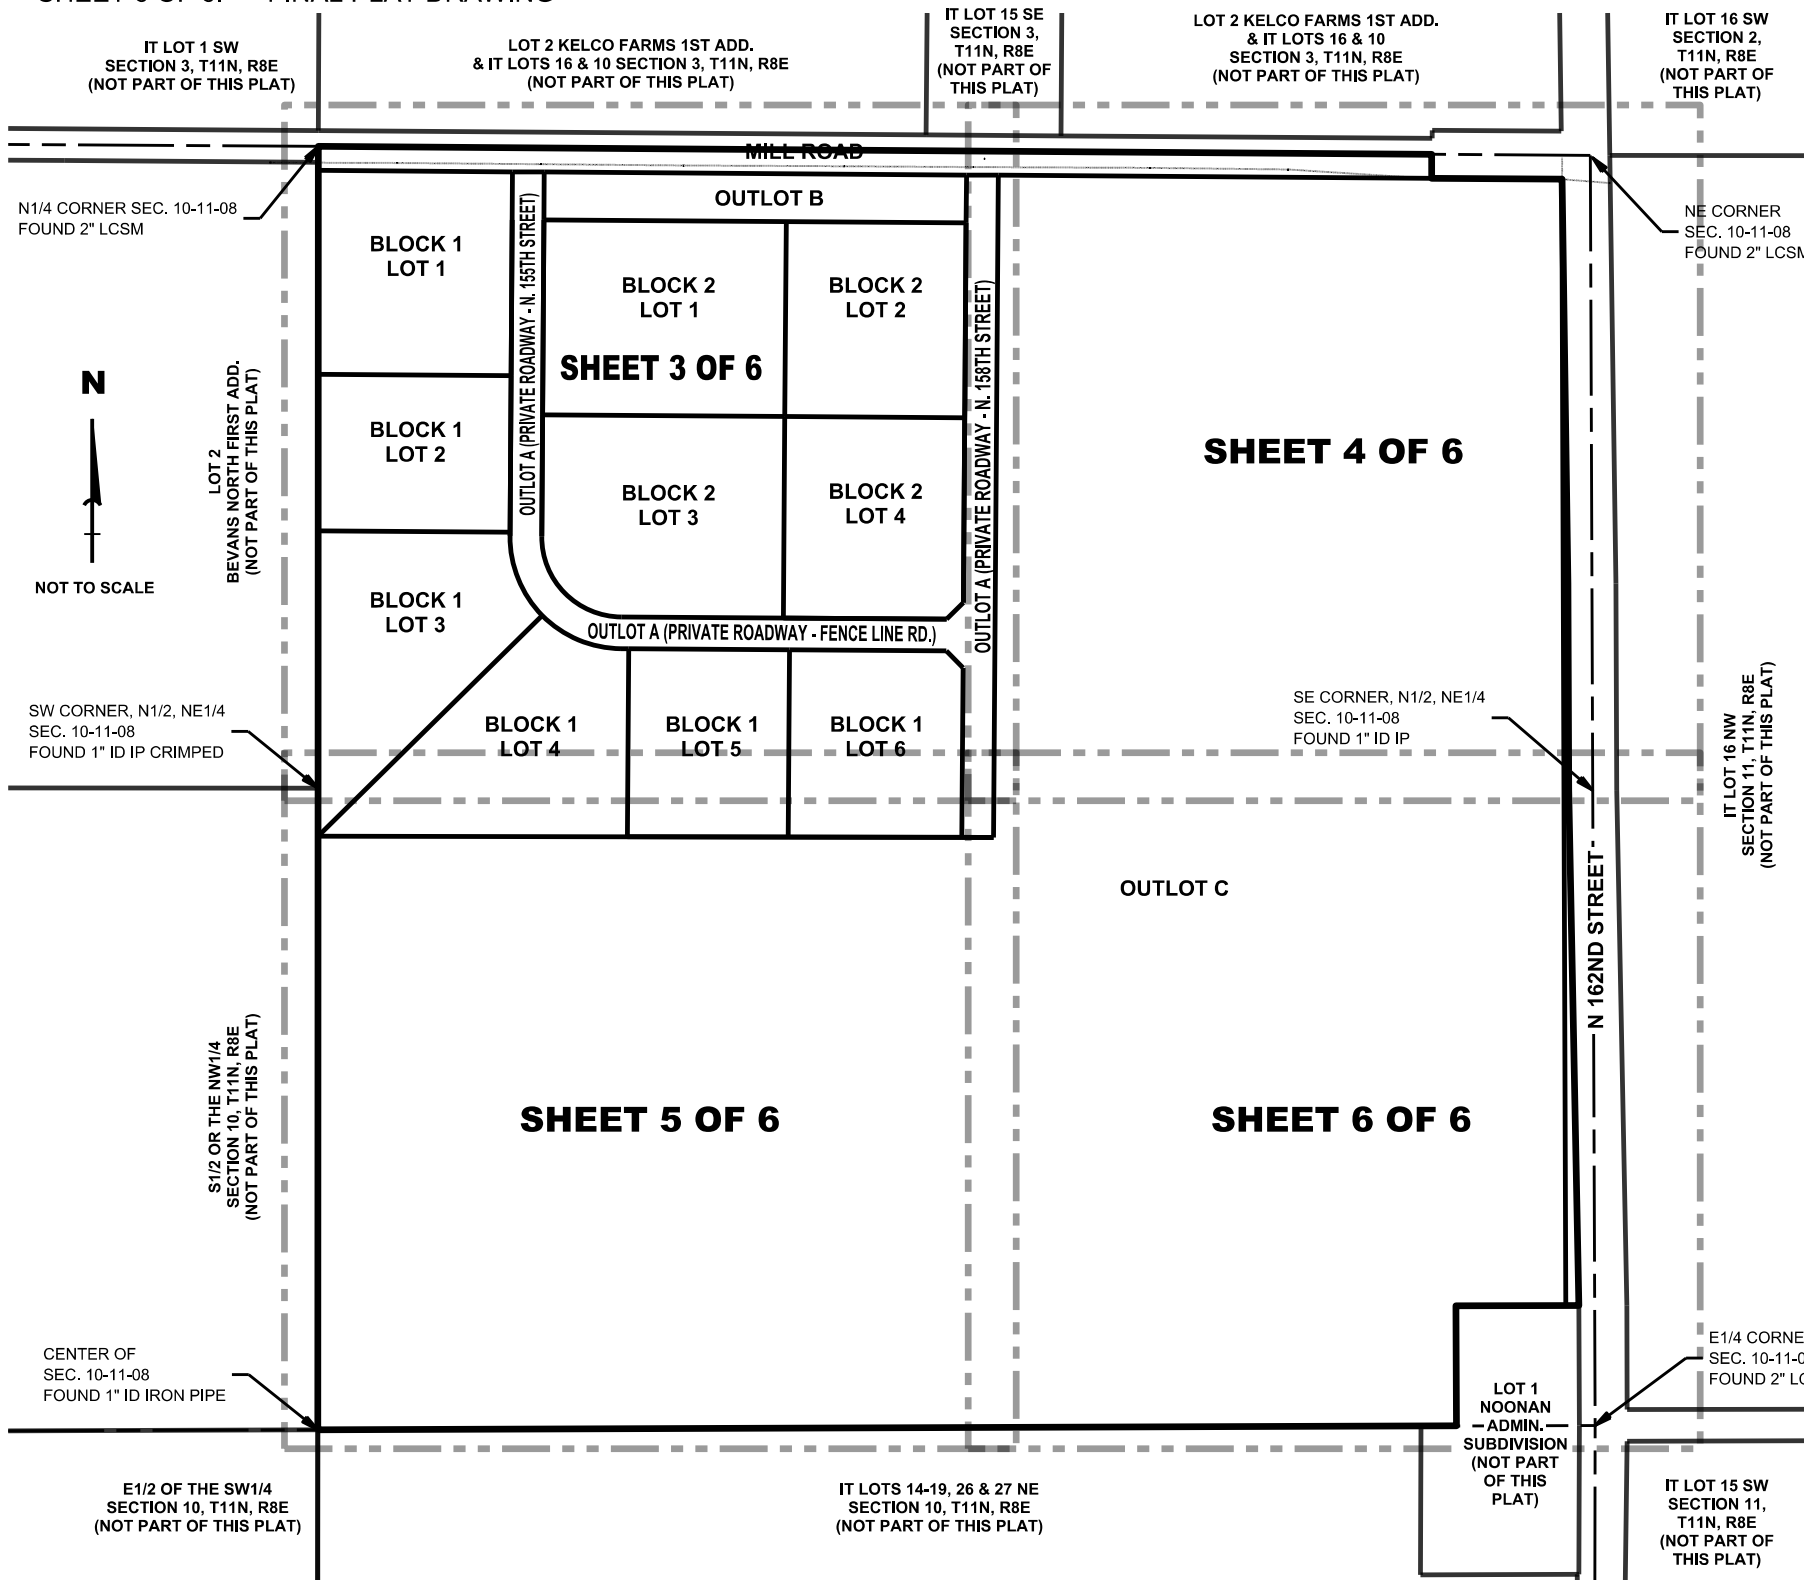 IT LOT 1 SW
SECTION 3, T11N, R8E
(NOT PART OF THIS PLAT)
LOT 2 KELCO FARMS 1ST ADD.
& IT LOTS 16 & 10 SECTION 3, T11N, R8E
(NOT PART OF THIS PLAT)
IT LOT 15 SE
SECTION 3,
T11N, R8E
(NOT PART OF
THIS PLAT)
LOT 2 KELCO FARMS 1ST ADD.
& IT LOTS 16 & 10
SECTION 3, T11N, R8E
(NOT PART OF THIS PLAT)
IT LOT 16 SW
SECTION 2,
T11N, R8E
(NOT PART OF
THIS PLAT)
MILL ROAD
N1/4 CORNER SEC. 10-11-08
FOUND 2" LCSM
NE CORNER
SEC. 10-11-08
FOUND 2" LCSM
OUTLOT B
BLOCK 1
LOT 1
OUTLOT A (PRIVATE ROADWAY - N. 155TH STREET)
BLOCK 2
LOT 1
BLOCK 2
LOT 2
SHEET 3 OF 6
OUTLOT A (PRIVATE ROADWAY - N. 158TH STREET)
N
NOT TO SCALE
LOT 2
BEVANS NORTH FIRST ADD.
(NOT PART OF THIS PLAT)
BLOCK 1
LOT 2
SHEET 4 OF 6
BLOCK 2
LOT 3
BLOCK 2
LOT 4
BLOCK 1
LOT 3
OUTLOT A (PRIVATE ROADWAY - FENCE LINE RD.)
SW CORNER, N1/2, NE1/4
SEC. 10-11-08
FOUND 1" ID IP CRIMPED
BLOCK 1
LOT 4
BLOCK 1
LOT 5
BLOCK 1
LOT 6
SE CORNER, N1/2, NE1/4
SEC. 10-11-08
FOUND 1" ID IP
IT LOT 16 NW
SECTION 11, T11N, R8E
(NOT PART OF THIS PLAT)
OUTLOT C
N 162ND STREET
S1/2 OR THE NW1/4
SECTION 10, T11N, R8E
(NOT PART OF THIS PLAT)
SHEET 5 OF 6
SHEET 6 OF 6
CENTER OF
SEC. 10-11-08
FOUND 1" ID IRON PIPE
E1/4 CORNE
SEC. 10-11-0
FOUND 2"
LOT 1
NOONAN
ADMIN.
SUBDIVISION
(NOT PART
OF THIS
PLAT)
E1/2 OF THE SW1/4
SECTION 10, T11N, R8E
(NOT PART OF THIS PLAT)
IT LOTS 14-19, 26 & 27 NE
SECTION 10, T11N, R8E
(NOT PART OF THIS PLAT)
IT LOT 15 SW
SECTION 11,
T11N, R8E
(NOT PART OF
THIS PLAT)